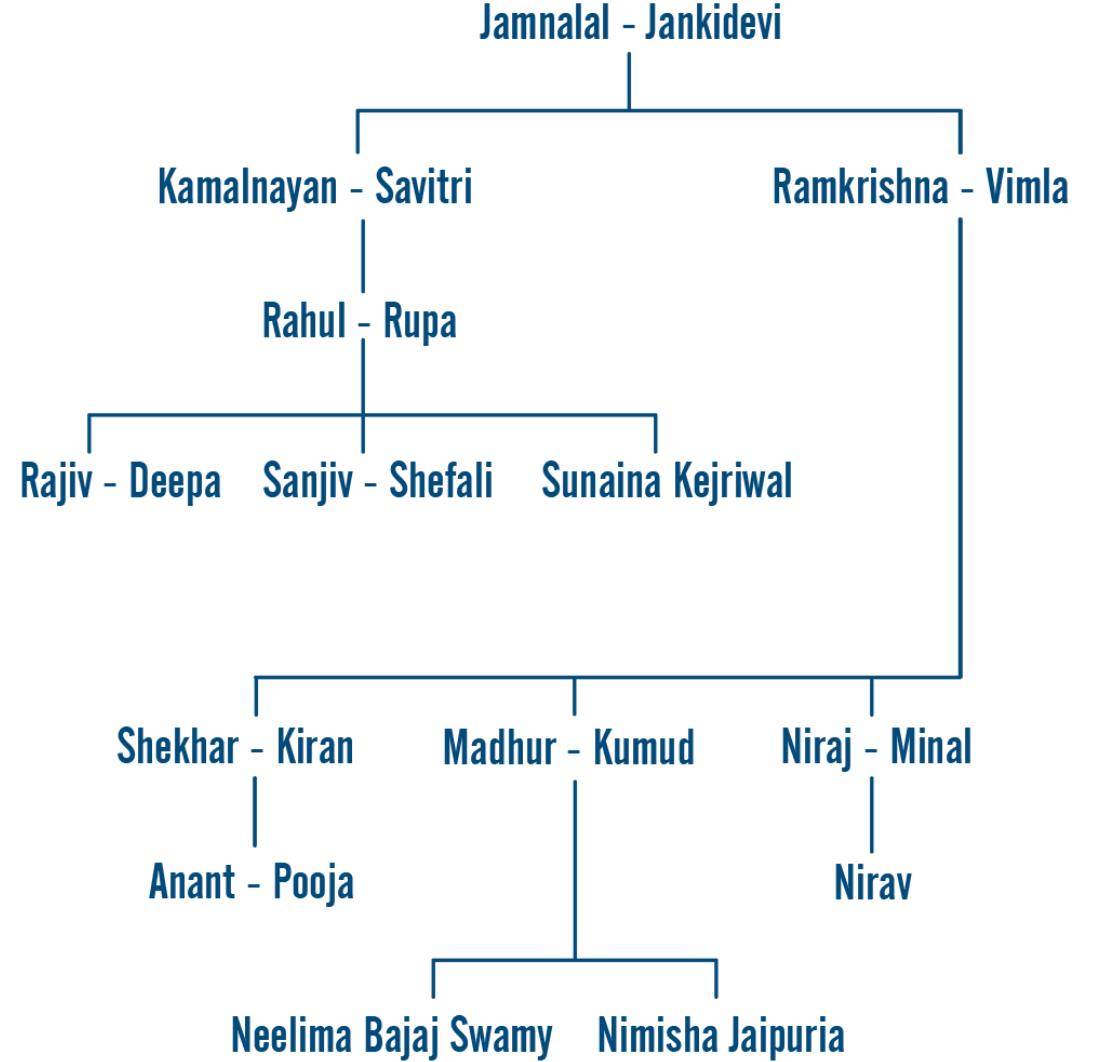 Jamnalal - Jankidevi
Kamalnayan - Savitri
Ramkrishna - Vimla
Rahul - Rupa
Rajiv - Deepa
Sanjiv - Shefali
Sunaina Kejriwal
Shekhar - Kiran
Madhur - Kumud
Niraj - Minal
Anant - Pooja
Nirav
Neelima Bajaj Swamy
Nimisha Jaipuria